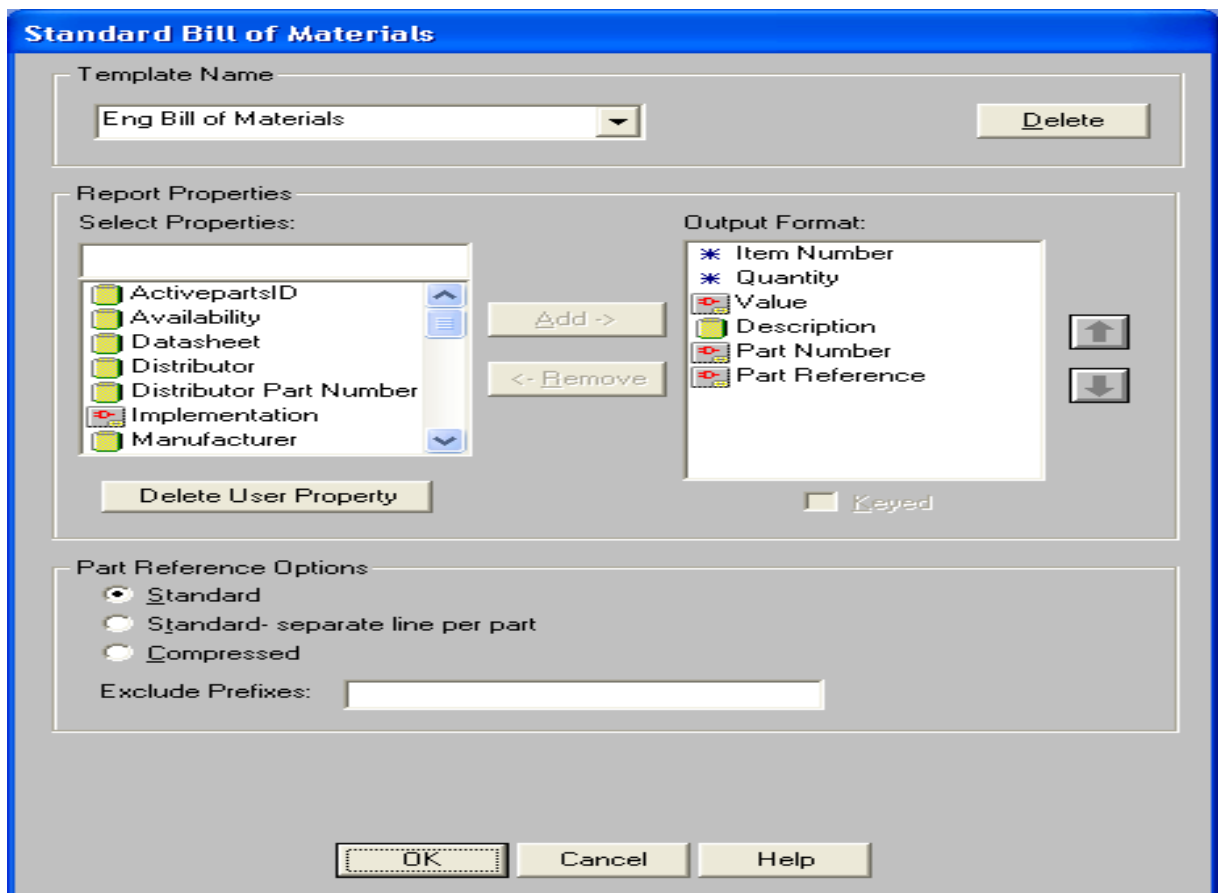 Standard Bill of Materials
Template Name
Eng Bill of Materials
Delete
Report Properties
Select Properties:
ActivepartsID
Availability
Datasheet
Distributor
Distributor Part Number
Implementation
Manufacturer
Delete User Property
Add ->
<- Remove
Output Format:
Item Number
Quantity
Value
Description
Part Number
Part Reference
Keyed
Part Reference Options
Standard
Standard- separate line per part
Compressed
Exclude Prefixes:
OK Cancel Help